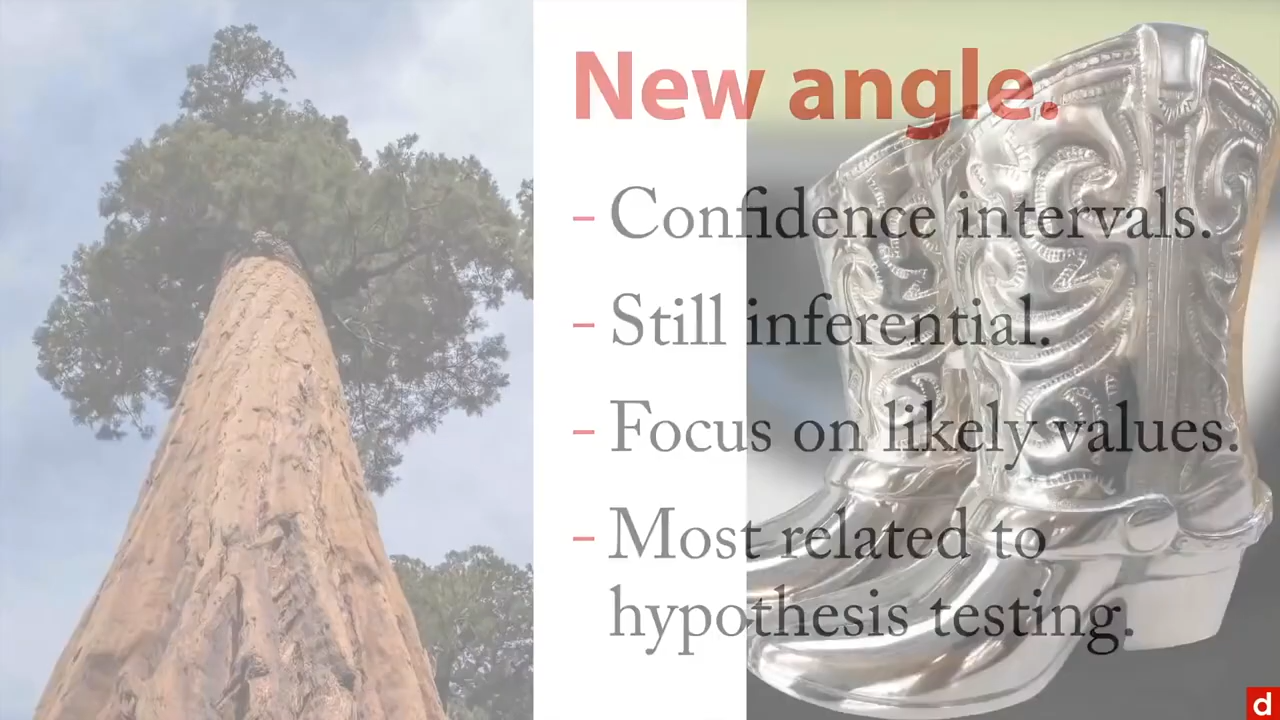 New angle.
- Confidence intervals.
- Still inferential.
- Focus on likely values.
- Most related to
hypothesis testing.
d